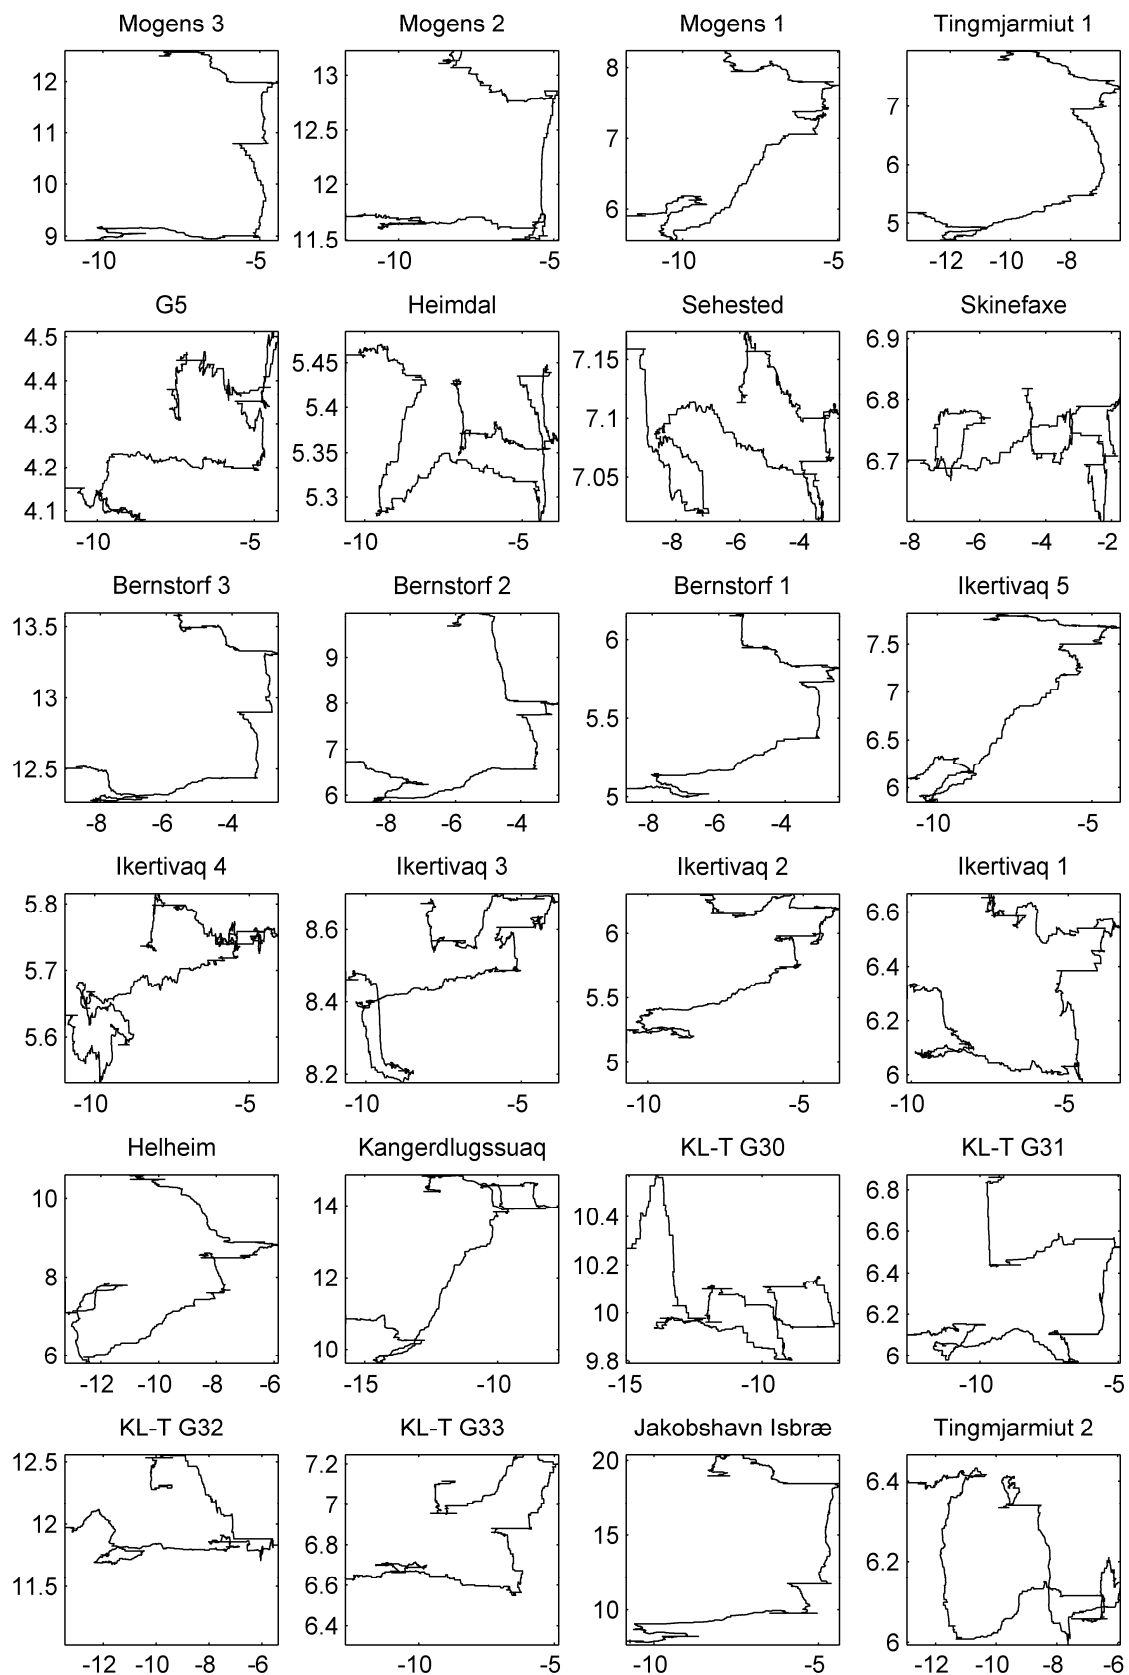 Mogens 3 Mogens 2 Mogens 1 Tingmjarmiut 1
12 11 10 9 -10 -5
13 12.5 12 11.5 -10 -5
8 7 6 -10 -5
7 6 5 -12 -10 -8
G5 Heimdal Sehested Skinefaxe
4.5 4.4 4.3 4.2 4.1 -10 -5
5.45 5.4 5.35 5.3 -10 -5
7.15 7.1 7.05 -8 -6 -4
6.9 6.8 6.7 -8 -6 -4 -2
Bernstorf 3 Bernstorf 2 Bernstorf 1 Ikertivaq 5
13.5 13 12.5 -8 -6 -4
9 8 7 6 -8 -6 -4
6 5.5 5 -8 -6 -4
7.5 7 6.5 6 -10 -5
Ikertivaq 4 Ikertivaq 3 Ikertivaq 2 Ikertivaq 1
5.8 5.7 5.6 -10 -5
8.6 8.4 8.2 -10 -5
6 5.5 5 -10 -5
6.6 6.4 6.2 6 -10 -5
Helheim Kangerdlugssuaq KL-T G30 KL-T G31
10 8 6 -12 -10 -8 -6
14 12 10 -15 -10
10.4 10.2 10 9.8 -15 -10
6.8 6.6 6.4 6.2 6 -10 -5
KL-T G32 KL-T G33 Jakobshavn Isbræ Tingmjarmiut 2
12.5 12 11.5 -12 -10 -8 -6
7.2 7 6.8 6.6 6.4 -10 -5
20 15 10 -10 -5
6.4 6.2 6 -12 -10 -8 -6